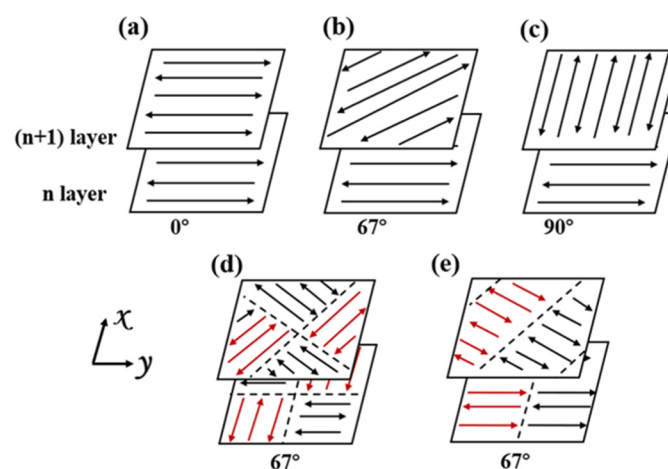 (a) (b) (c)
(n+1) layer
n layer
0° 67° 90°
(d) (e)
x
y
67° 67°